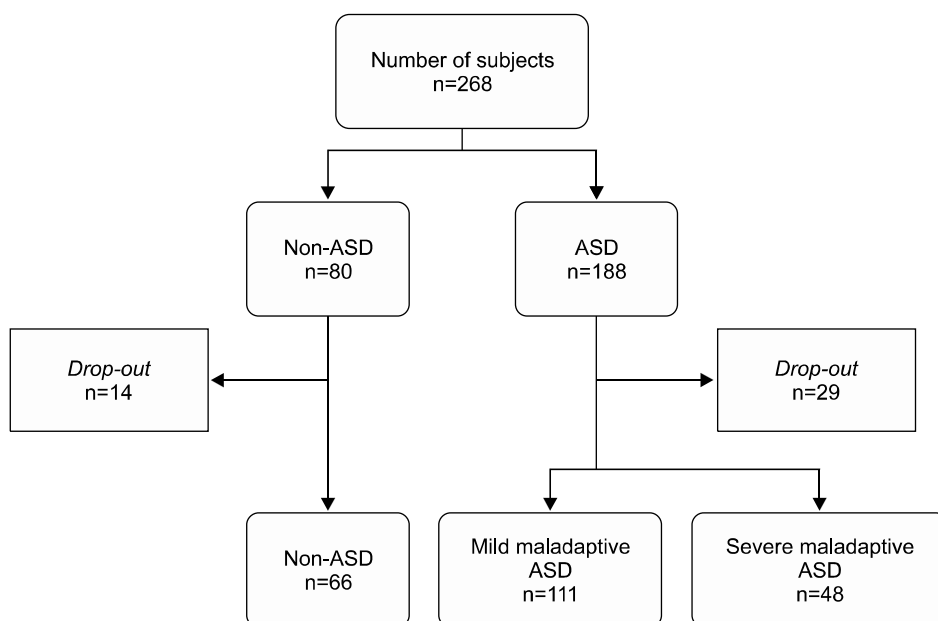 Number of subjects
n=268
Non-ASD
n=80
ASD
n=188
Drop-out
n=14
Drop-out
n=29
Non-ASD
n=66
Mild maladaptive
ASD
n=111
Severe maladaptive
ASD
n=48